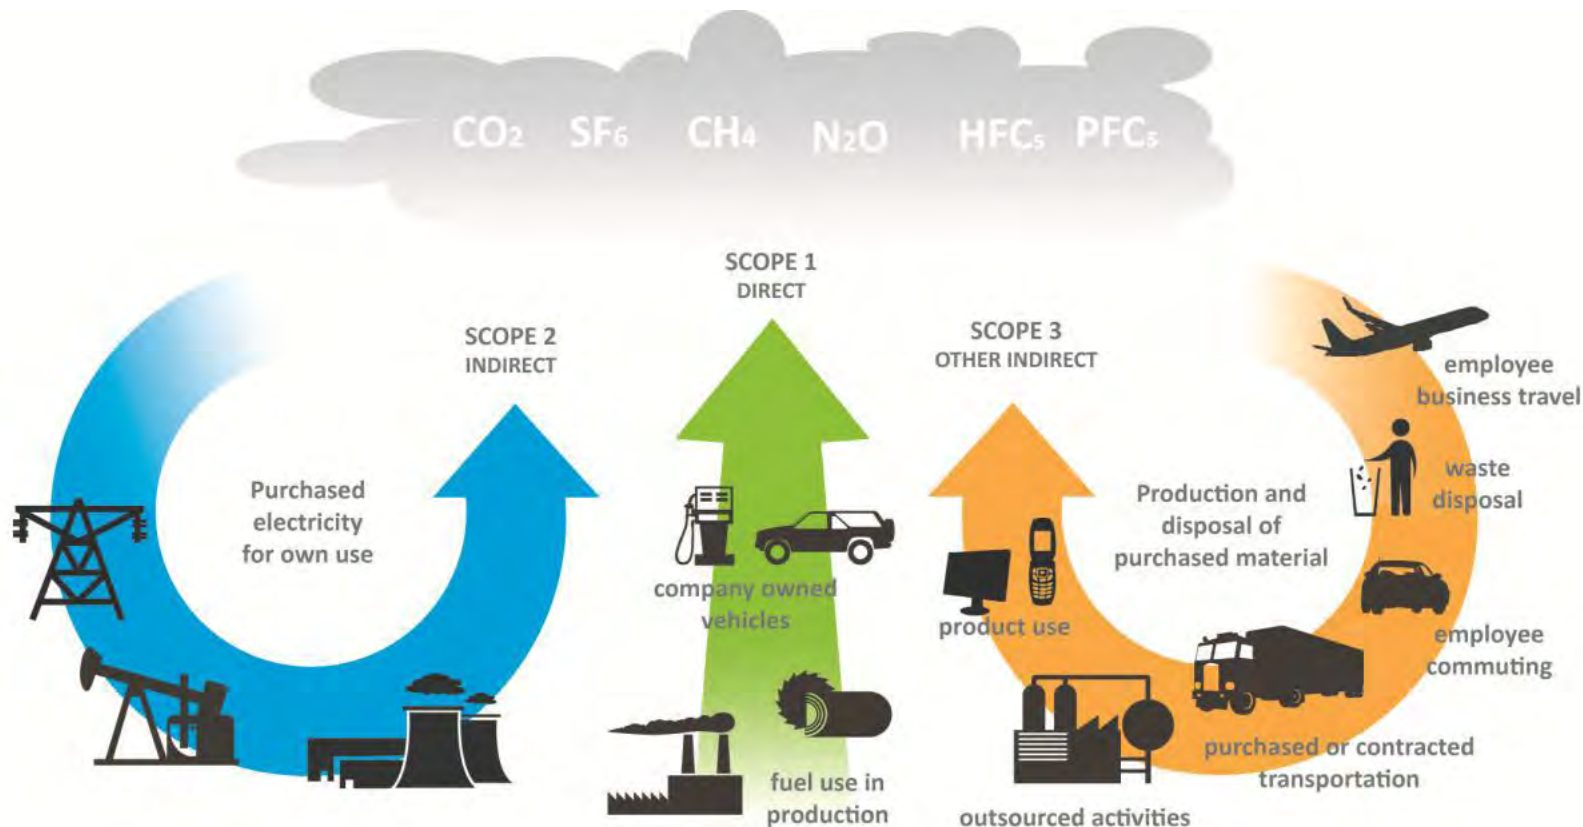 CO₂ SF₆ CH₄ N₂O HFC₅ PFC₅
SCOPE 1
DIRECT
SCOPE 2
INDIRECT
SCOPE 3
OTHER INDIRECT
Purchased
electricity
for own use
company owned
vehicles
fuel use in
production
Production and
disposal of
purchased material
employee
business travel
waste
disposal
employee
commuting
purchased or contracted
transportation
outsourced activities
product use